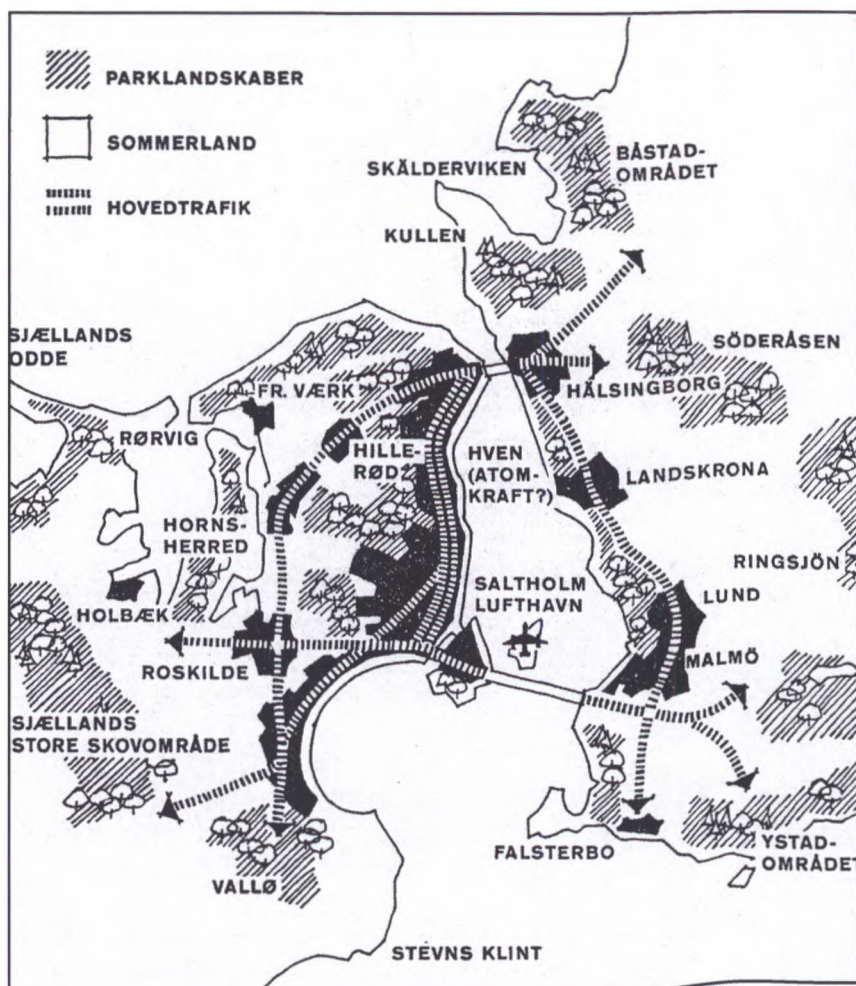 PARKLANDSKABER
SOMMERLAND
HOVEDTRAFIK
SKÄLDERVIKEN
BÅSTAD-
OMRÅDET
KULLEN
SJÆLLANDS
ODDE
SÖDERÅSEN
FR. VÆRK
HÄLSINGBORG
RØRVIG
HILLE-
RØD
HVEN
(ATOM-
KRAFT?)
LANDSKRONA
HORNS-
HERRED
RINGSJÖN
HOLBÆK
SALTHOLM
LUFTHAVN
LUND
ROSKILDE
MALMÖ
SJÆLLANDS
STORE SKOVOMRÅDE
FALSTERBO
YSTAD-
OMRÅDET
VALLØ
STEVNS KLINT